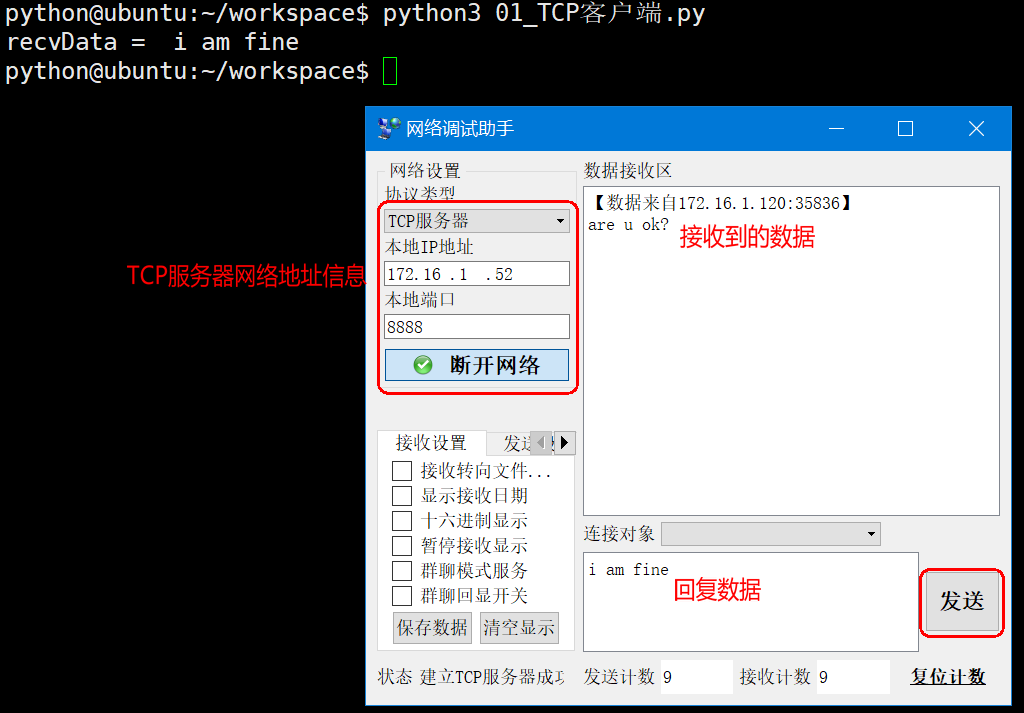 python@ubuntu:~/workspace$ python3 01_TCP客户端.py
recvData =  i am fine
python@ubuntu:~/workspace$
网络调试助手
网络设置
协议类型
TCP服务器
本地IP地址
172.16 .1 .52
本地端口
8888
断开网络
TCP服务器网络地址信息
数据接收区
【数据来自172.16.1.120:35836】
are u ok?
接收到的数据
接收设置
发送
接收转向文件...
显示接收日期
十六进制显示
暂停接收显示
群聊模式服务
群聊回显开关
保存数据 清空显示
连接对象
i am fine
回复数据
发送
状态 建立TCP服务器成功
发送计数 9 接收计数 9 复位计数